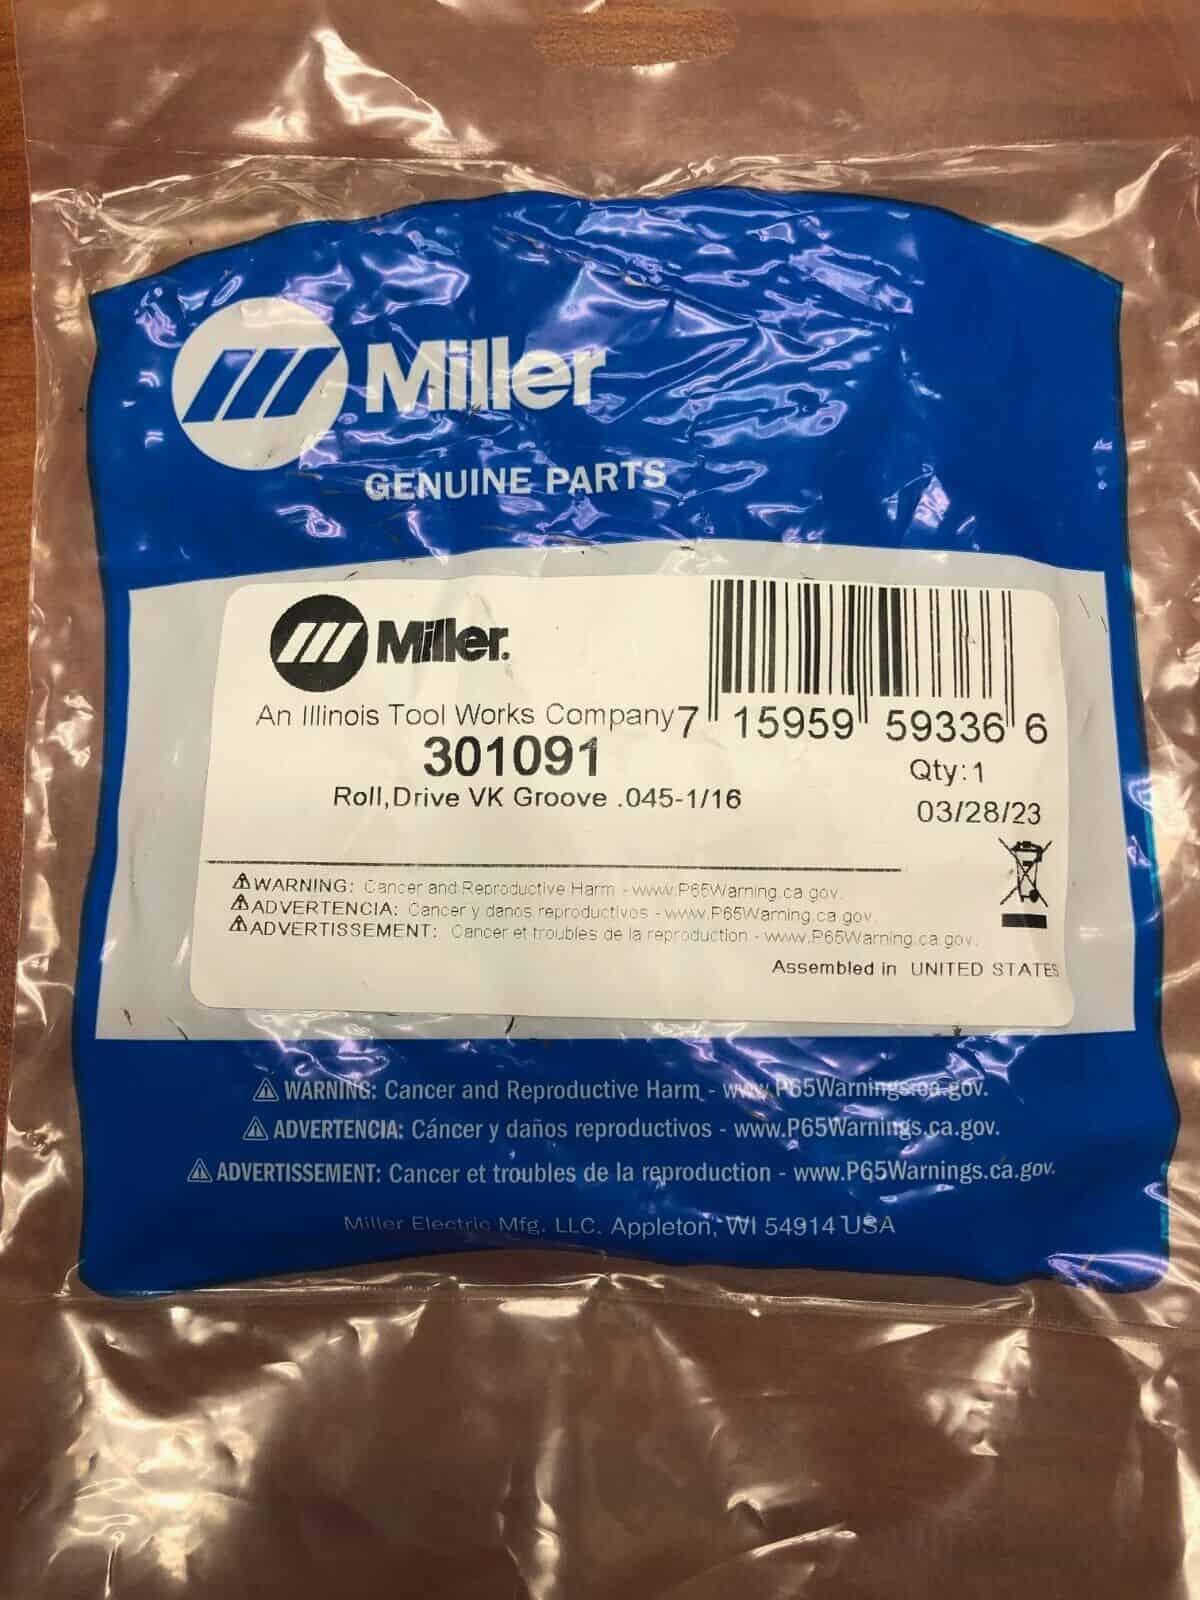 Miller
GENUINE PARTS
Miller.
An Illinois Tool Works Company
7 15959 59336 6
301091
Qty:1
Roll,Drive VK Groove .045-1/16
03/28/23
WARNING: Cancer and Reproductive Harm - www.P65Warning.ca.gov.
ADVERTENCIA: Cancer y danos reproductivos - www.P65Warning.ca.gov.
ADVERTISSEMENT: Cancer et troubles de la reproduction - www.P65Warning.ca.gov.
Assembled in UNITED STATES
WARNING: Cancer and Reproductive Harm - www.P65Warnings.ca.gov.
ADVERTENCIA: Cáncer y daños reproductivos - www.P65Warnings.ca.gov.
ADVERTISSEMENT: Cancer et troubles de la reproduction - www.P65Warnings.ca.gov.
Miller Electric Mfg. LLC. Appleton, WI 54914 USA